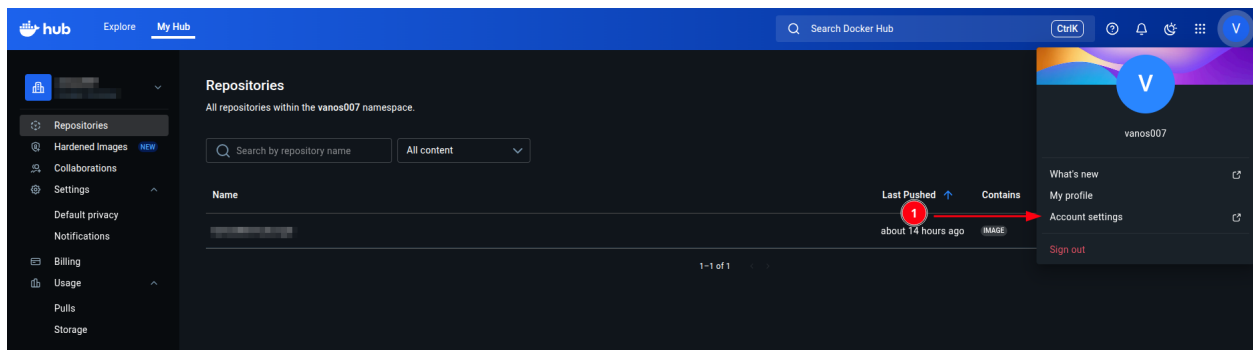 hub Explore My Hub Search Docker Hub CtrlK V
V
vanos007
What's new
My profile
Account settings
Sign out
Repositories
Hardened Images NEW
Collaborations
Settings
Default privacy
Notifications
Billing
Usage
Pulls
Storage
Repositories
All repositories within the vanos007 namespace.
Search by repository name All content
Name Last Pushed Contains
1
about 14 hours ago IMAGE
1–1 of 1